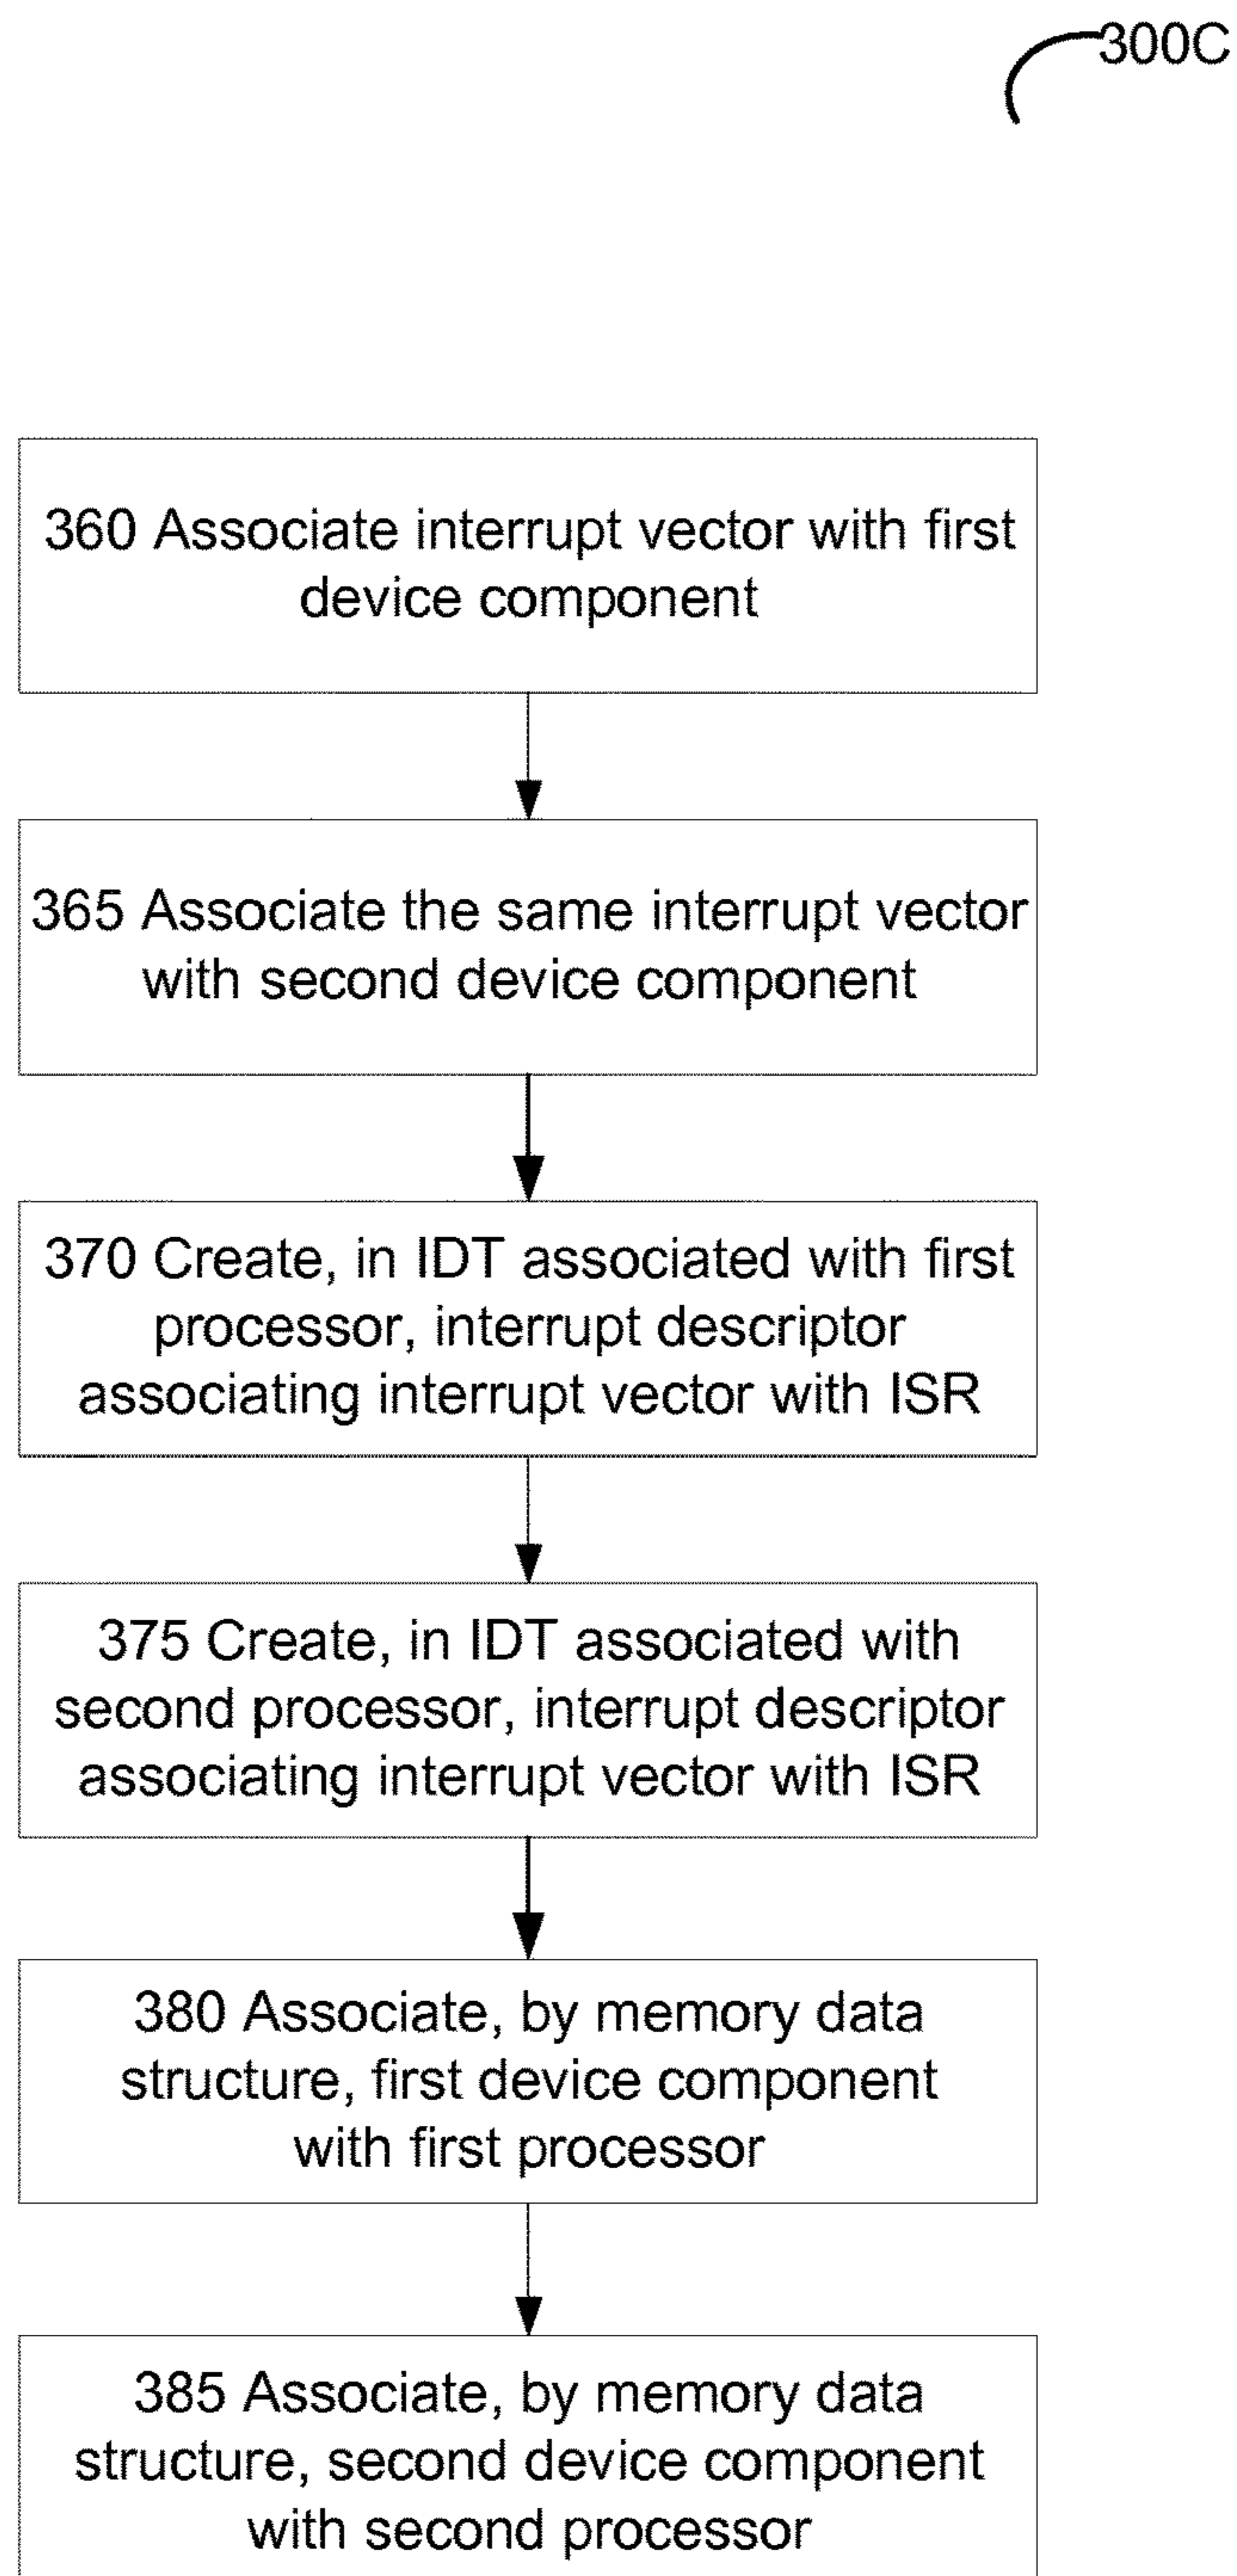 300C
360 Associate interrupt vector with first
device component
365 Associate the same interrupt vector
with second device component
370 Create, in IDT associated with first
processor, interrupt descriptor
associating interrupt vector with ISR
375 Create, in IDT associated with
second processor, interrupt descriptor
associating interrupt vector with ISR
380 Associate, by memory data
structure, first device component
with first processor
385 Associate, by memory data
structure, second device component
with second processor